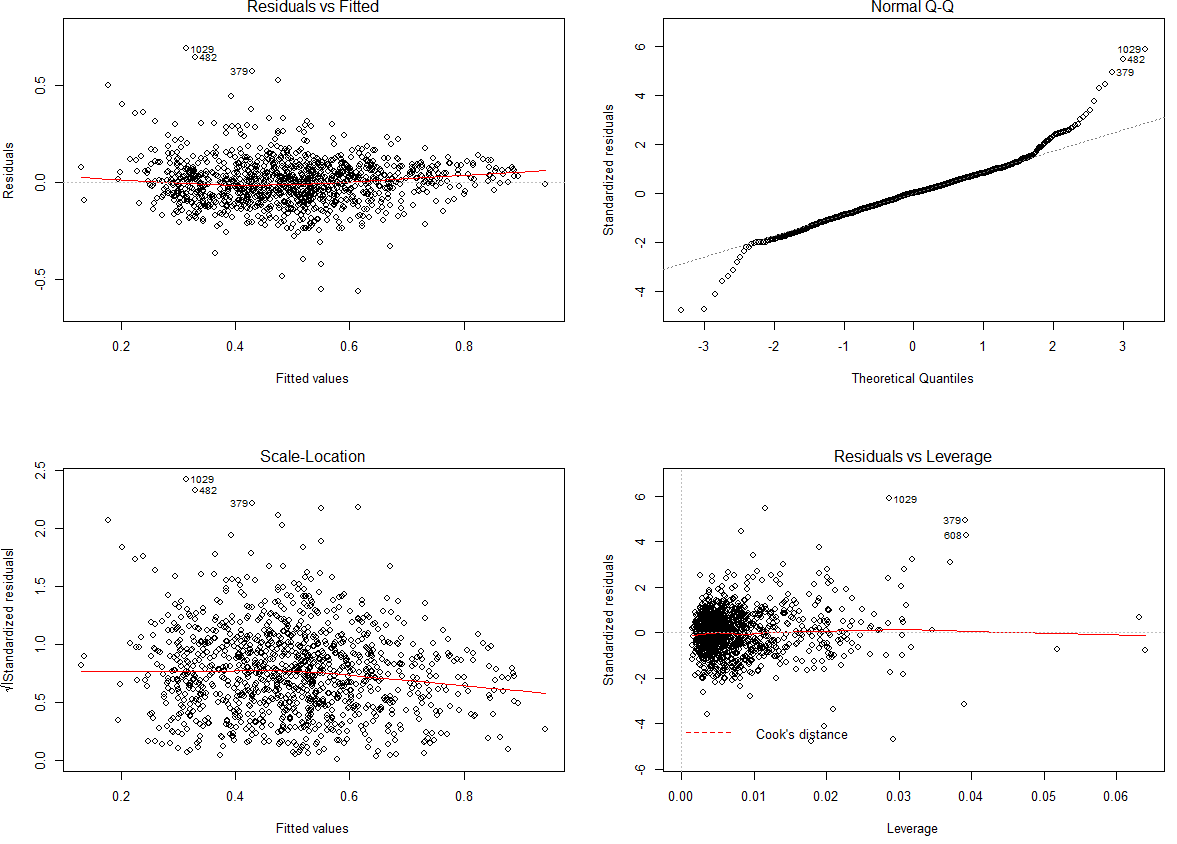 Residuals vs Fitted
Residuals
0.5
0.0
-0.5
1029
482
379
0.2 0.4 0.6 0.8
Fitted values
Normal Q-Q
Standardized residuals
6
4
2
0
-2
-4
1029
482
379
-3 -2 -1 0 1 2 3
Theoretical Quantiles
Scale-Location
√|Standardized residuals|
2.5
2.0
1.5
1.0
0.5
0.0
1029
482
379
0.2 0.4 0.6 0.8
Fitted values
Residuals vs Leverage
Standardized residuals
6
4
2
0
-2
-4
-6
1029
379
608
Cook's distance
0.00 0.01 0.02 0.03 0.04 0.05 0.06
Leverage